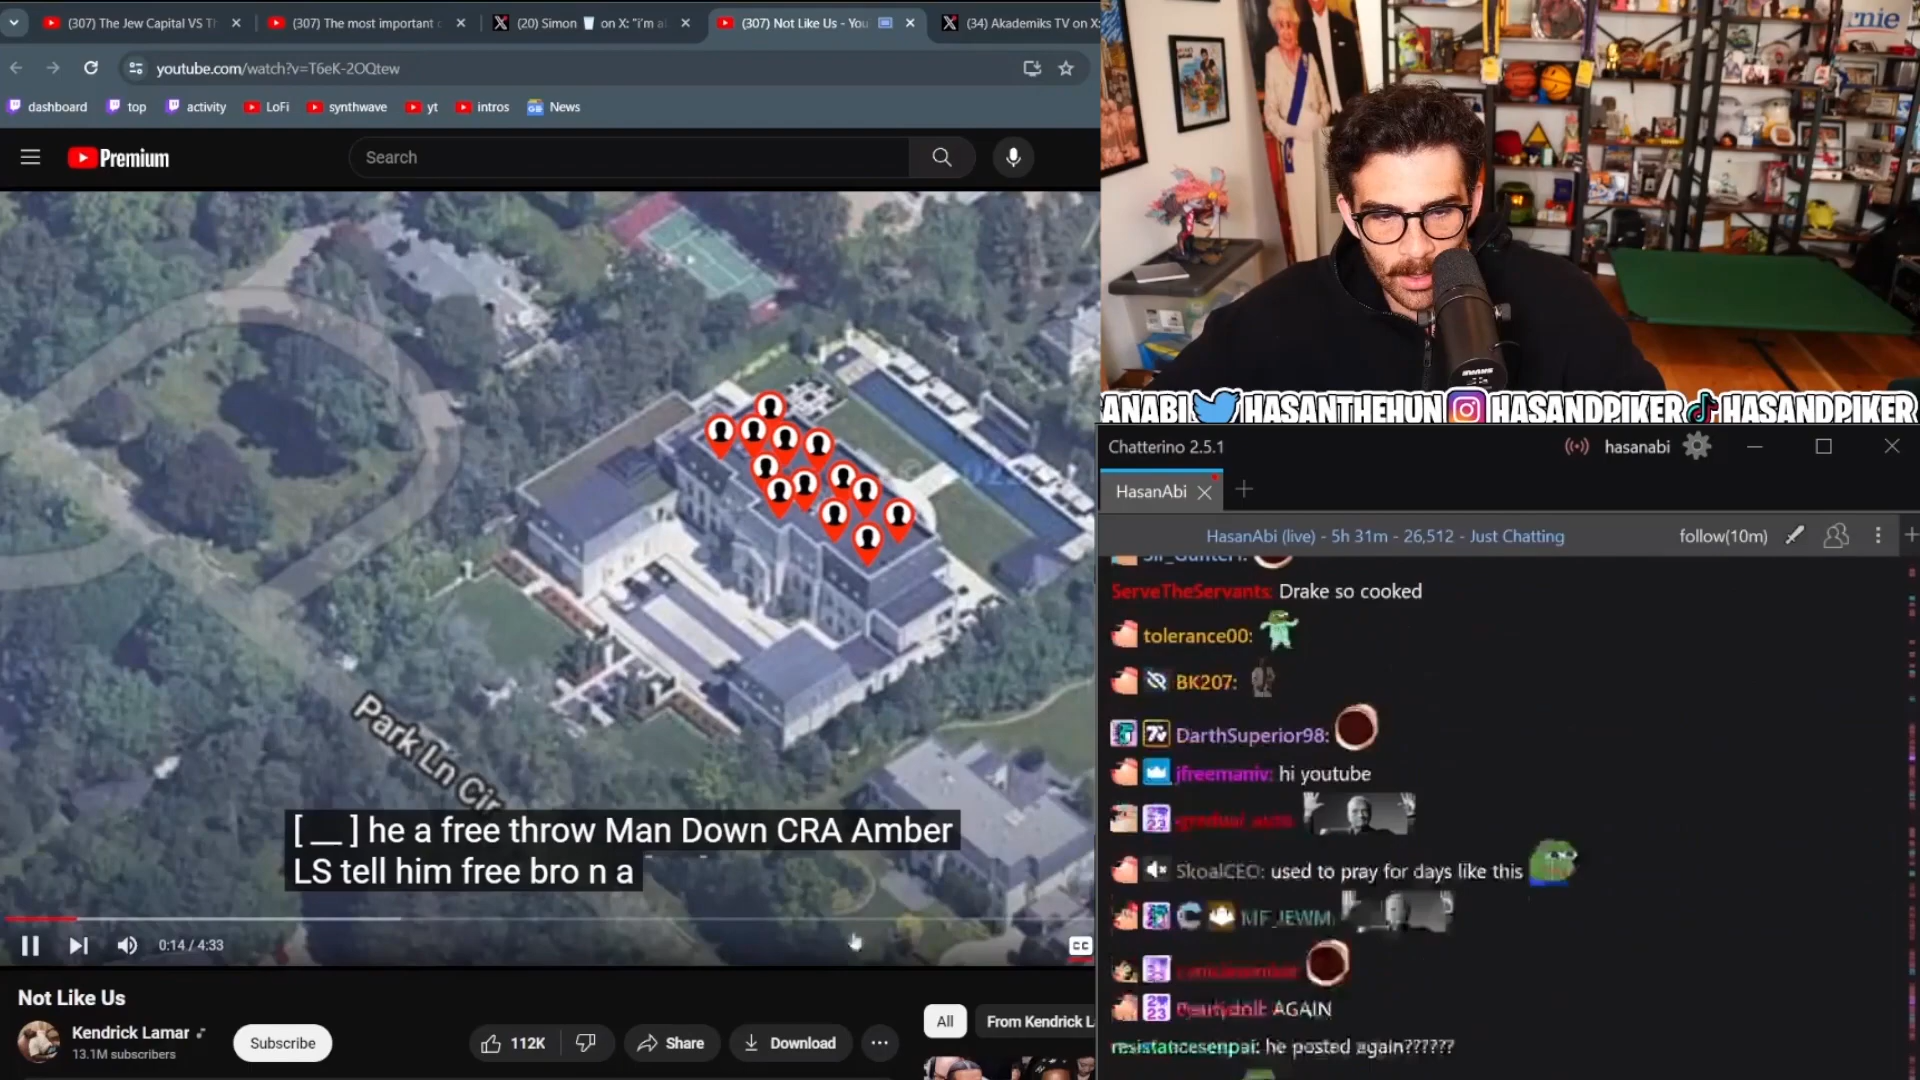 (307) The Jew Capital VS Th
(307) The most important c
(20) Simon 🥛 on X: "i'm a
(307) Not Like Us - You
(34) Akademiks TV on X:
youtube.com/watch?v=T6eK-2OQtew
dashboard
top
activity
LoFi
synthwave
yt
intros
News
Premium
Search
Park Ln Cir
[ __ ] he a free throw Man Down CRA Amber
LS tell him free bro n a
0:14 / 4:33
CC
Not Like Us
Kendrick Lamar
13.1M subscribers
Subscribe
112K
Share
Download
All
From Kendrick L
ANABI HASANTHEHUN HASANDPIKER HASANDPIKER
Chatterino 2.5.1
hasanabi
HasanAbi
HasanAbi (live) - 5h 31m - 26,512 - Just Chatting
follow(10m)
ServeTheServants: Drake so cooked
tolerance00:
BK207:
DarthSuperior98:
jfreemaniv: hi youtube
SkoalCEO: used to pray for days like this
MF_JEWM:
AGAIN
resistancesenpai: he posted again??????